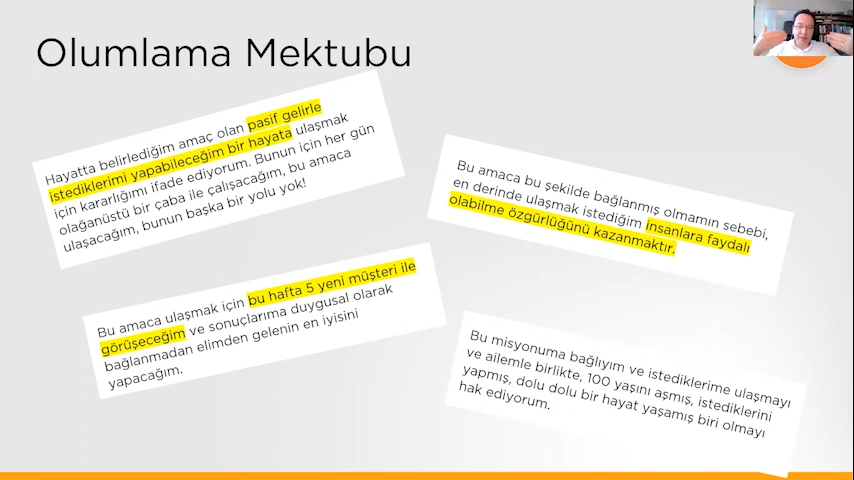 Olumlama Mektubu
Hayatta belirlediğim amaç olan pasif gelirle
istediklerimi yapabileceğim bir hayata ulaşmak
için kararlığımı ifade ediyorum. Bunun için her gün
olağanüstü bir çaba ile çalışacağım, bu amaca
ulaşacağım, bunun başka bir yolu yok!
Bu amaca bu şekilde bağlanmış olmamın sebebi,
en derinde ulaşmak istediğim insanlara faydalı
olabilme özgürlüğünü kazanmaktır.
Bu amaca ulaşmak için bu hafta 5 yeni müşteri ile
görüşeceğim ve sonuçlarıma duygusal olarak
bağlanmadan elimden gelenin en iyisini
yapacağım.
Bu misyonuma bağlıyım ve istediklerime ulaşmayı
ve ailemle birlikte, 100 yaşını aşmış, istediklerini
yapmış, dolu dolu bir hayat yaşamış biri olmayı
hak ediyorum.